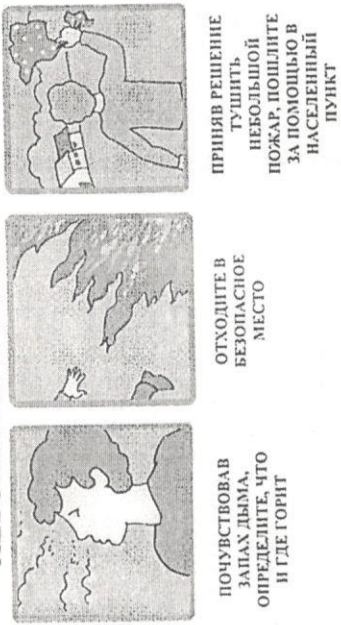 ПОЧУВСТВОВАВ
ЗАПАХ ДЫМА,
ОПРЕДЕЛИТЕ, ЧТО
И ГДЕ ГОРИТ
ОТХОДИТЕ В
БЕЗОПАСНОЕ
МЕСТО
ПРИНЯВ РЕШЕНИЕ
ТУШИТЬ
НЕБОЛЬШОЙ
ПОЖАР, ПОШЛИТЕ
ЗА ПОМОЩЬЮ В
НАСЕЛЕННЫЙ
ПУНКТ